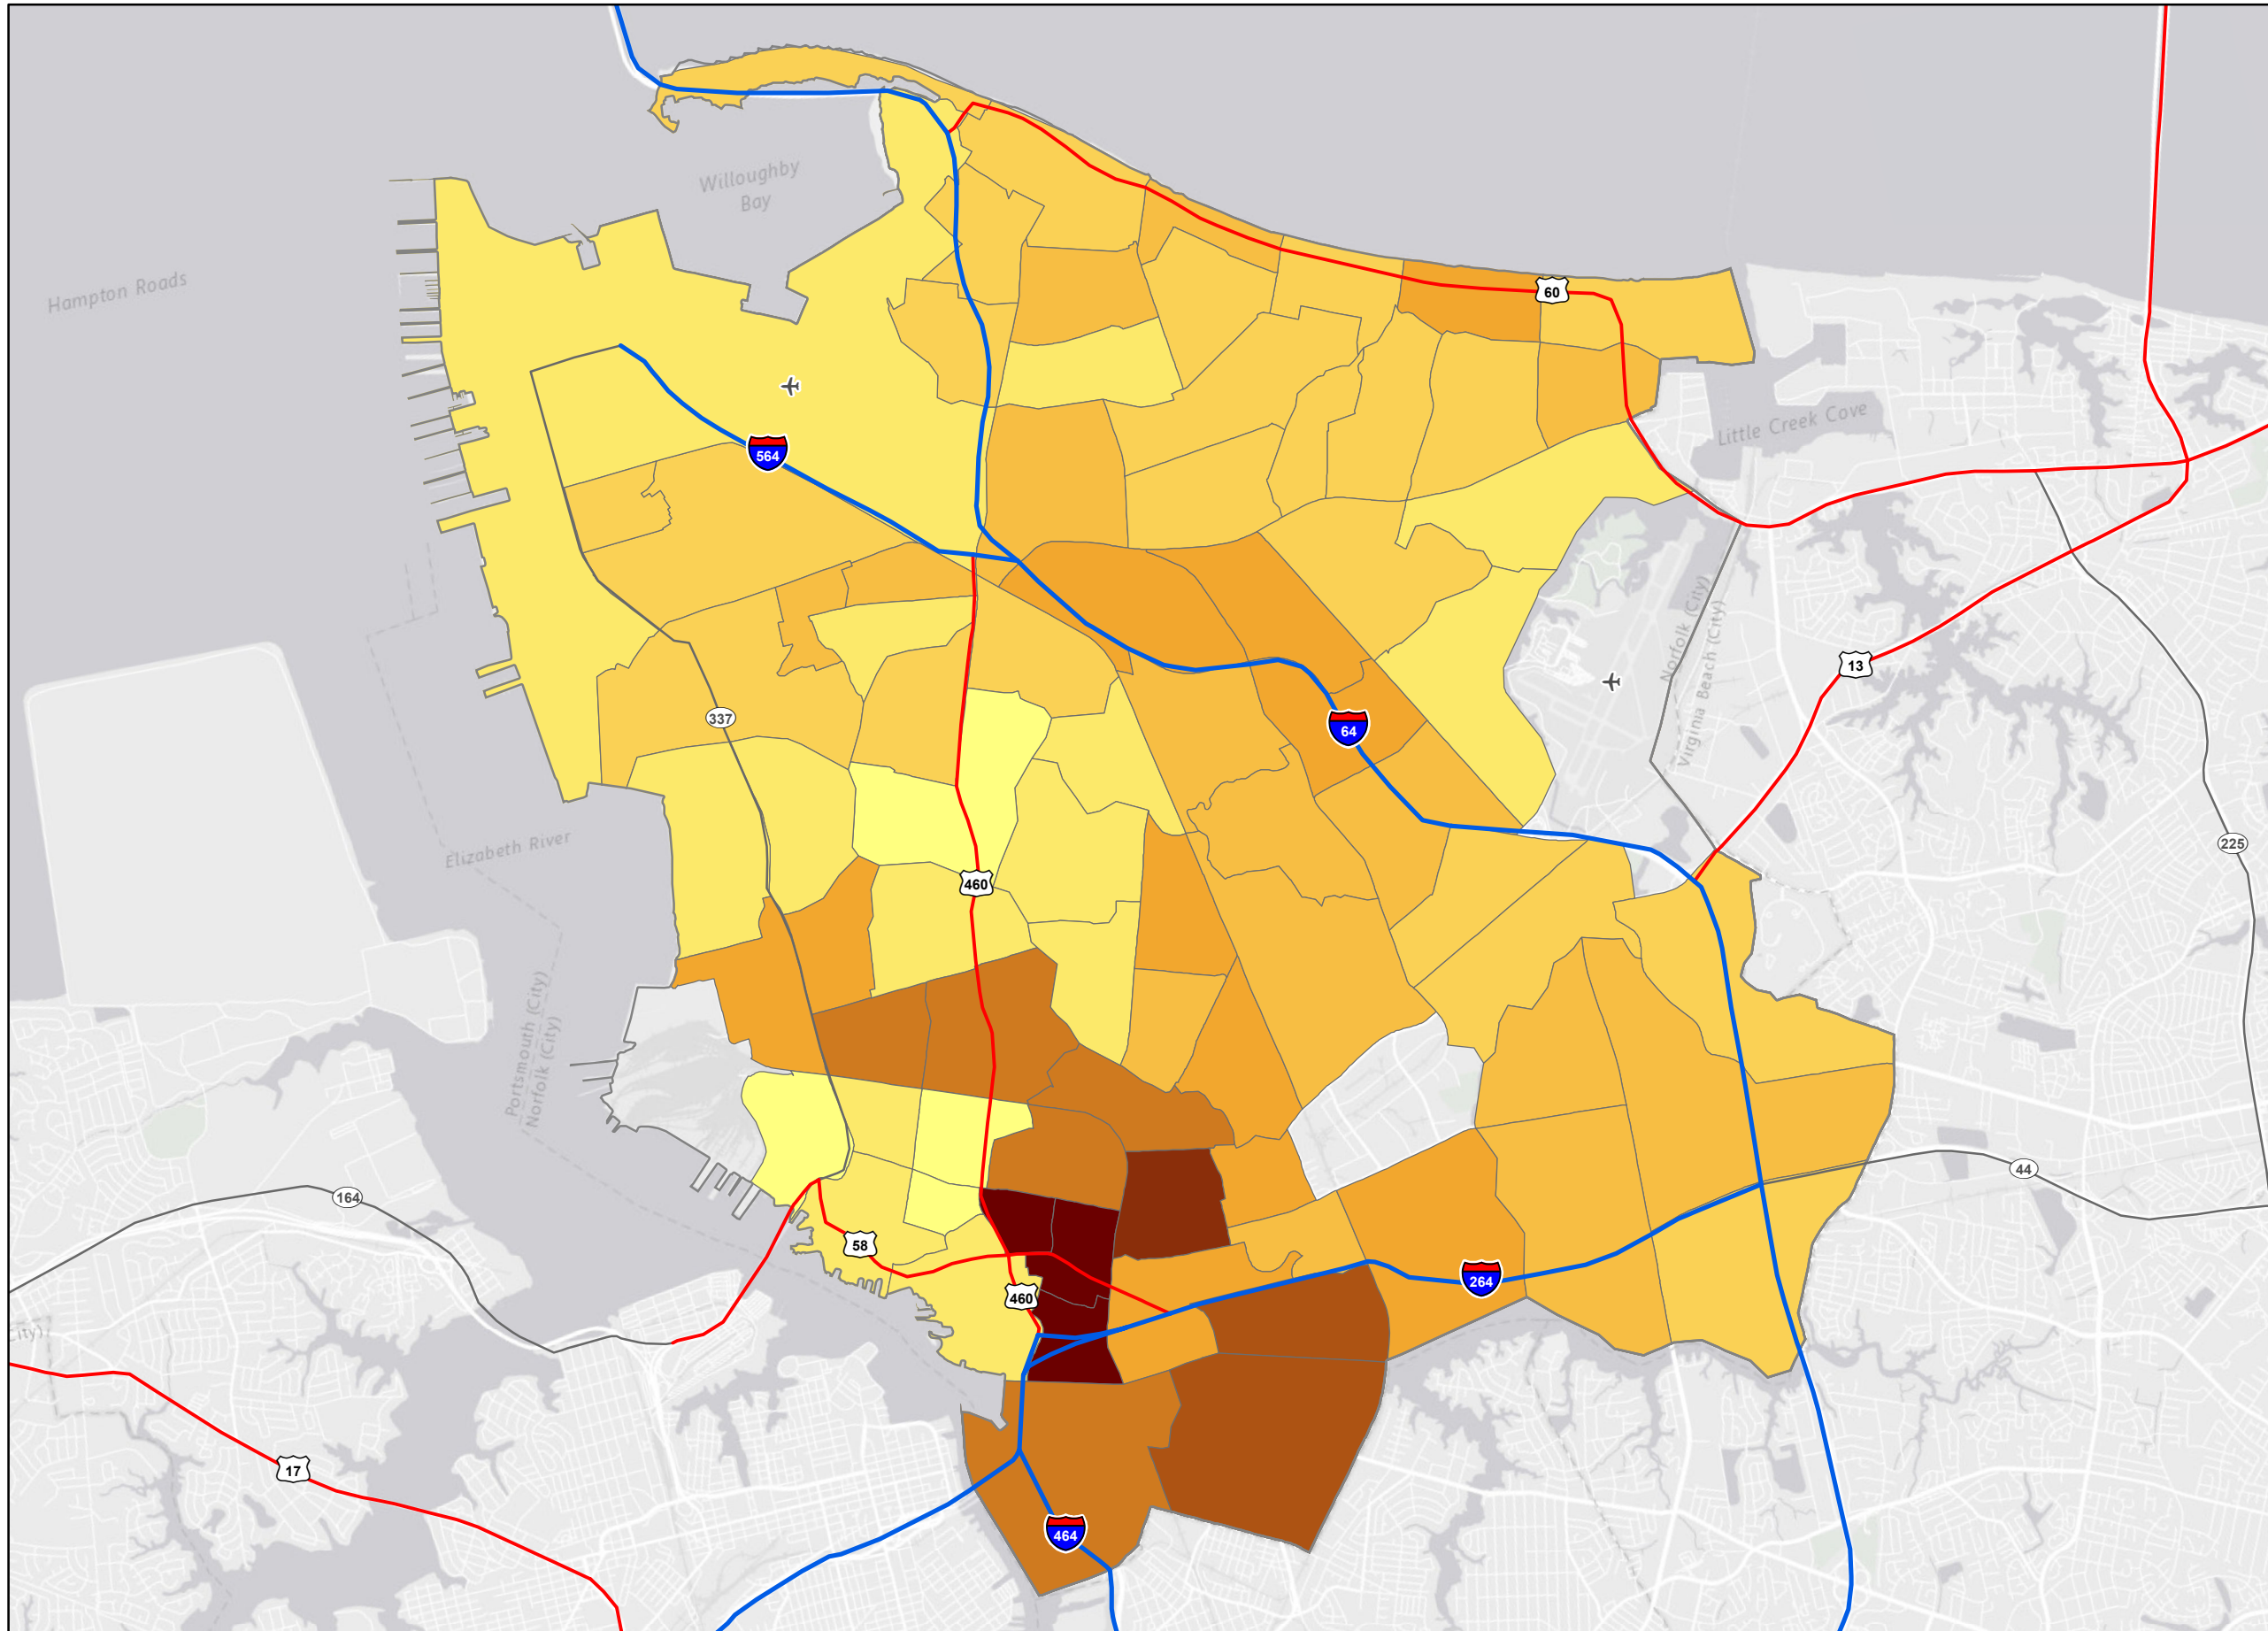 Willoughby
Bay
Hampton Roads
60
Little Creek Cove
564
Norfolk (City)
Virginia Beach (City)
13
337
64
225
Elizabeth River
460
Portsmouth (City)
Norfolk (City)
44
164
58
264
460
City)
17
464